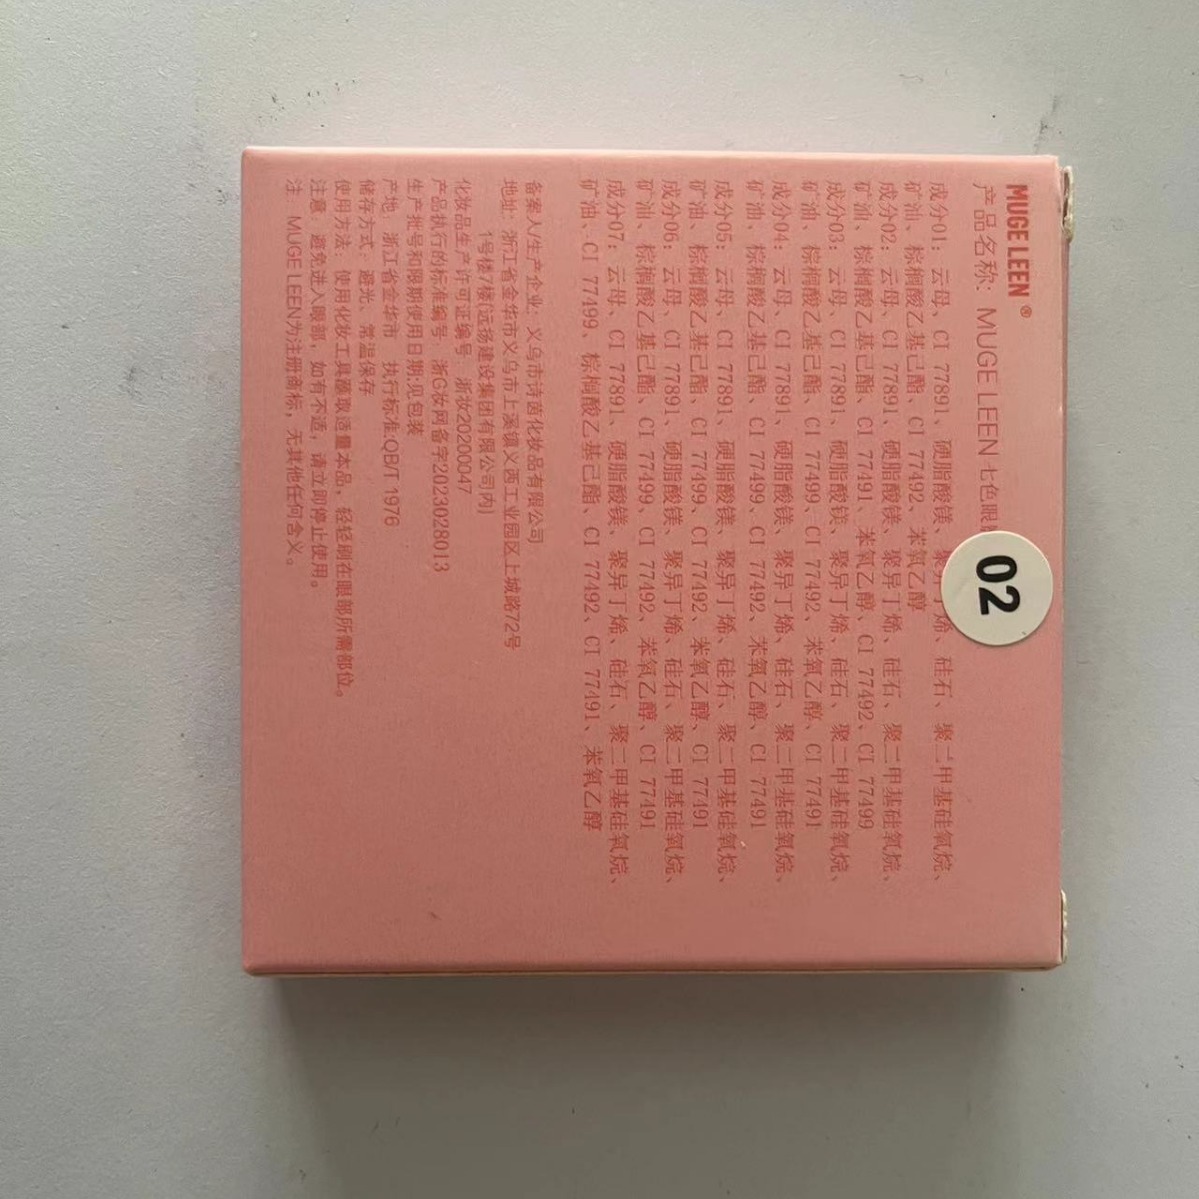 MUGE LEEN®
产品名称：MUGE LEEN 七色眼
02
成分01：云母、CI 77891、硬脂酸镁、聚异丁烯、硅石、聚二甲基硅氧烷、
矿油、棕榈酸乙基己酯、CI 77492、苯氧乙醇
成分02：云母、CI 77891、硬脂酸镁、聚异丁烯、硅石、聚二甲基硅氧烷、
矿油、棕榈酸乙基己酯、CI 77491、苯氧乙醇、CI 77492、CI 77499
成分03：云母、CI 77891、硬脂酸镁、聚异丁烯、硅石、聚二甲基硅氧烷、
矿油、棕榈酸乙基己酯、CI 77499、CI 77492、苯氧乙醇、CI 77491
成分04：云母、CI 77891、硬脂酸镁、聚异丁烯、硅石、聚二甲基硅氧烷、
矿油、棕榈酸乙基己酯、CI 77499、CI 77492、苯氧乙醇、CI 77491
成分05：云母、CI 77891、硬脂酸镁、聚异丁烯、硅石、聚二甲基硅氧烷、
矿油、棕榈酸乙基己酯、CI 77499、CI 77492、苯氧乙醇、CI 77491
成分06：云母、CI 77891、硬脂酸镁、聚异丁烯、硅石、聚二甲基硅氧烷、
矿油、棕榈酸乙基己酯、CI 77499、CI 77492、苯氧乙醇、CI 77491
成分07：云母、CI 77891、硬脂酸镁、聚异丁烯、硅石、聚二甲基硅氧烷、
矿油、CI 77499、棕榈酸乙基己酯、CI 77492、CI 77491、苯氧乙醇
备案人/生产企业：义乌市诗茵化妆品有限公司
地址：浙江省金华市义乌市上溪镇义西工业园区上城路72号
1号楼7楼(远扬建设集团有限公司内)
化妆品生产许可证编号：浙妆20200047
产品执行的标准编号：浙G妆网备字2023028013
生产批号和限期使用日期:见包装
产地：浙江省金华市 执行标准:QB/T 1976
储存方式：避光、常温保存
使用方法：使用化妆工具蘸取适量本品，轻轻刷在眼部所需部位。
注意：避免进入眼部，如有不适，请立即停止使用。
注：MUGE LEEN为注册商标，无其他任何含义。